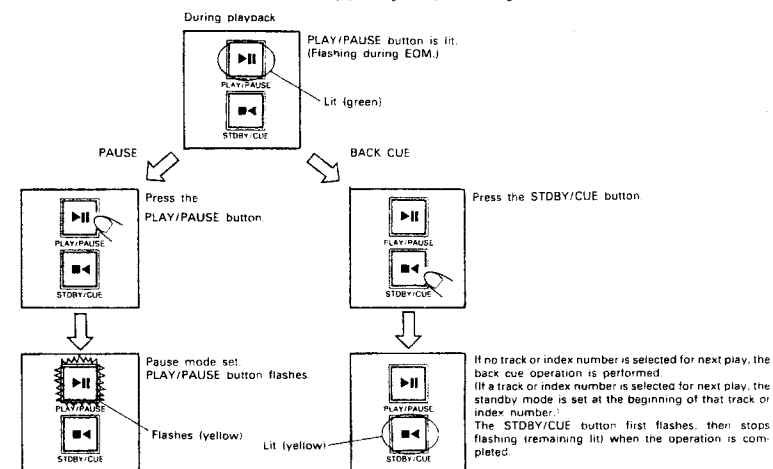 During playback
PLAY/PAUSE button is lit.
(Flashing during EOM.)
PLAY/PAUSE
Lit (green)
STDBY/CUE
PAUSE
BACK CUE
Press the
PLAY/PAUSE button.
PLAY/PAUSE
STDBY/CUE
Press the STDBY/CUE button.
PLAY/PAUSE
STDBY/CUE
Pause mode set.
PLAY/PAUSE button flashes.
PLAY/PAUSE
Flashes (yellow)
STDBY/CUE
If no track or index number is selected for next play, the
back cue operation is performed.
(If a track or index number is selected for next play, the
standby mode is set at the beginning of that track or
index number.)
The STDBY/CUE button first flashes, then stops
flashing (remaining lit) when the operation is com-
pleted.
PLAY/PAUSE
Lit (yellow)
STDBY/CUE